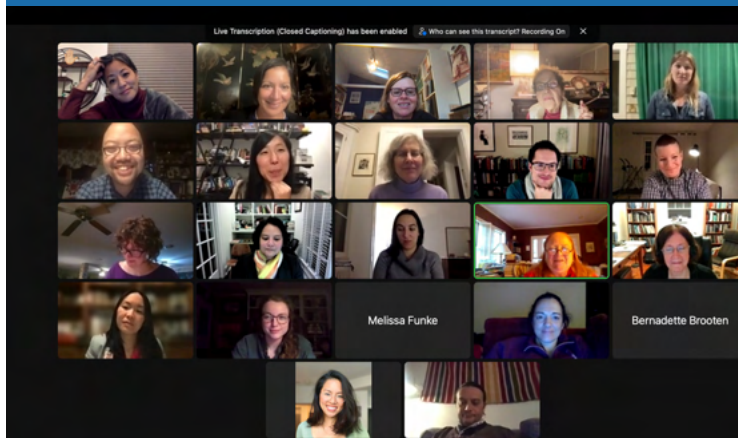 Live Transcription (Closed Captioning) has been enabled
Who can see this transcript? Recording On
Melissa Funke
Bernadette Brooten